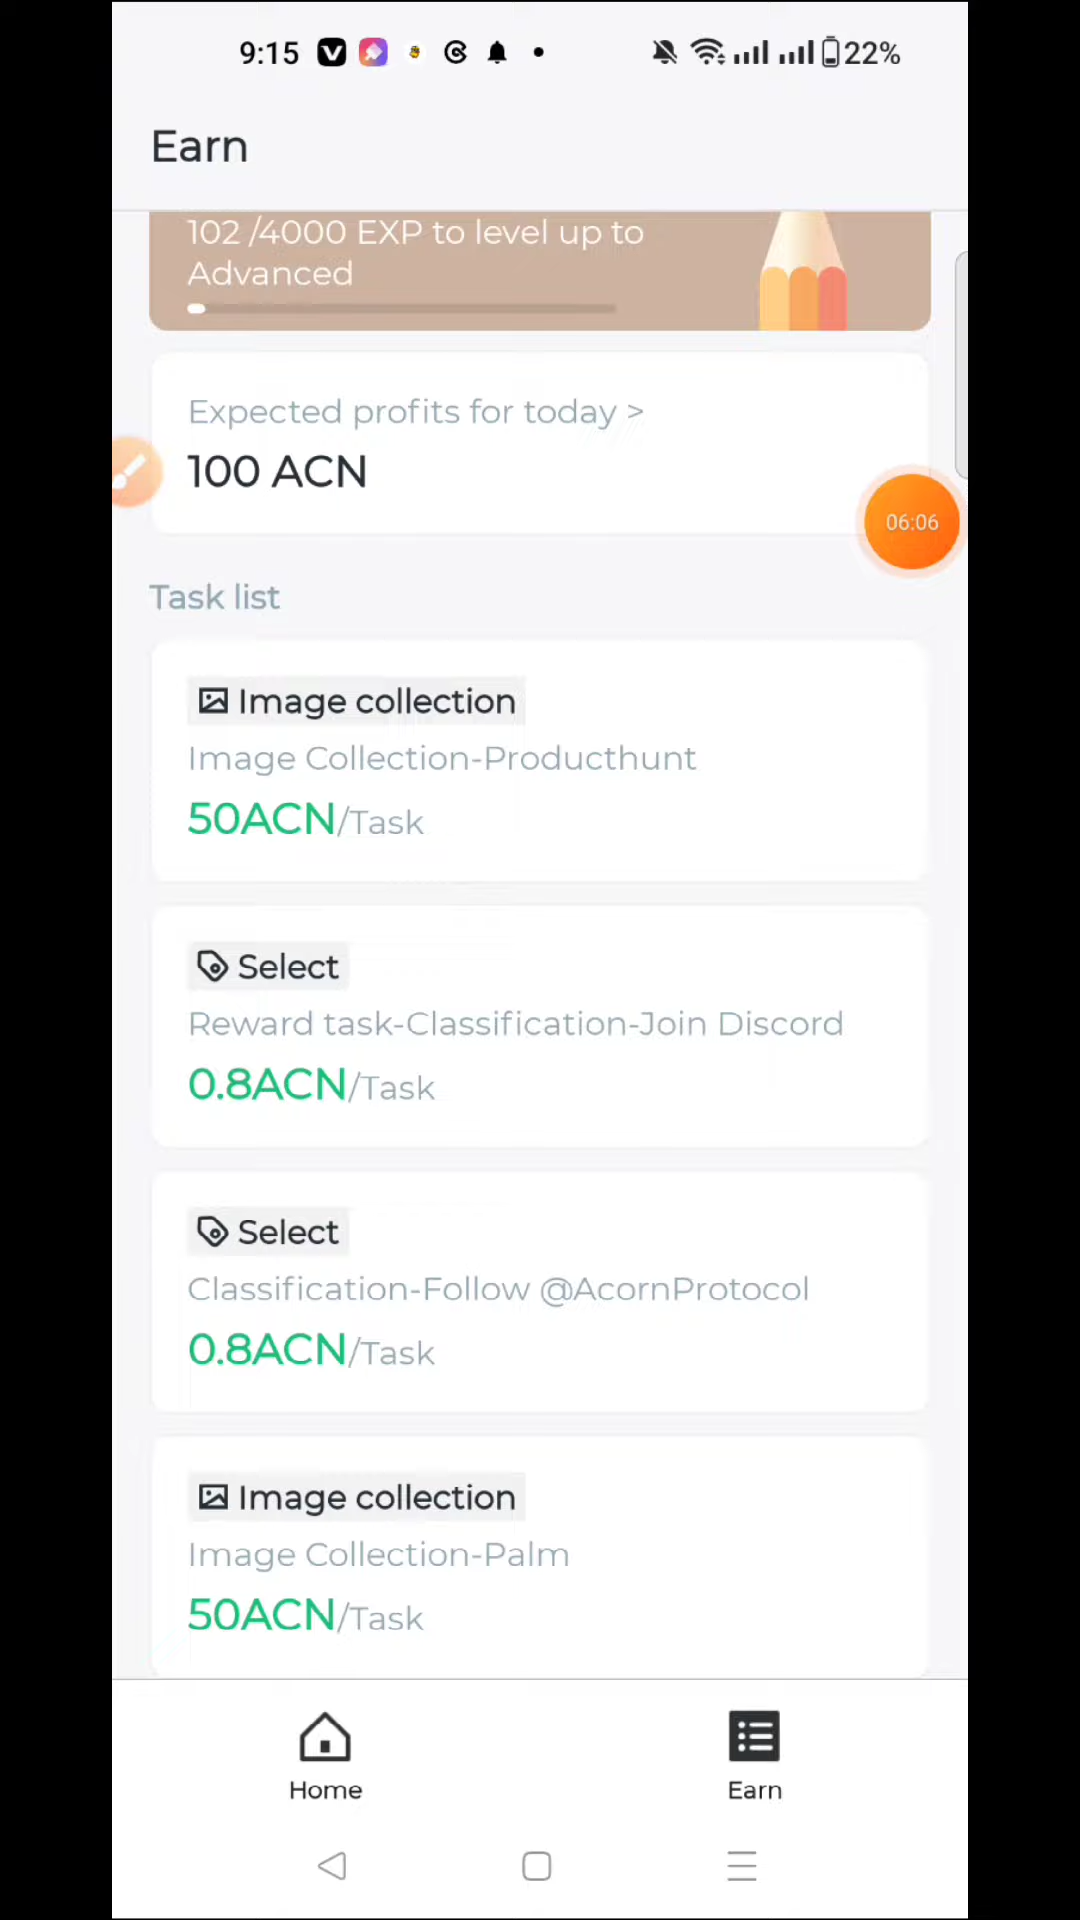 9:15
22%
Earn
102 /4000 EXP to level up to
Advanced
Expected profits for today >
100 ACN
06:06
Task list
Image collection
Image Collection-Producthunt
50ACN/Task
Select
Reward task-Classification-Join Discord
0.8ACN/Task
Select
Classification-Follow @AcornProtocol
0.8ACN/Task
Image collection
Image Collection-Palm
50ACN/Task
Home
Earn